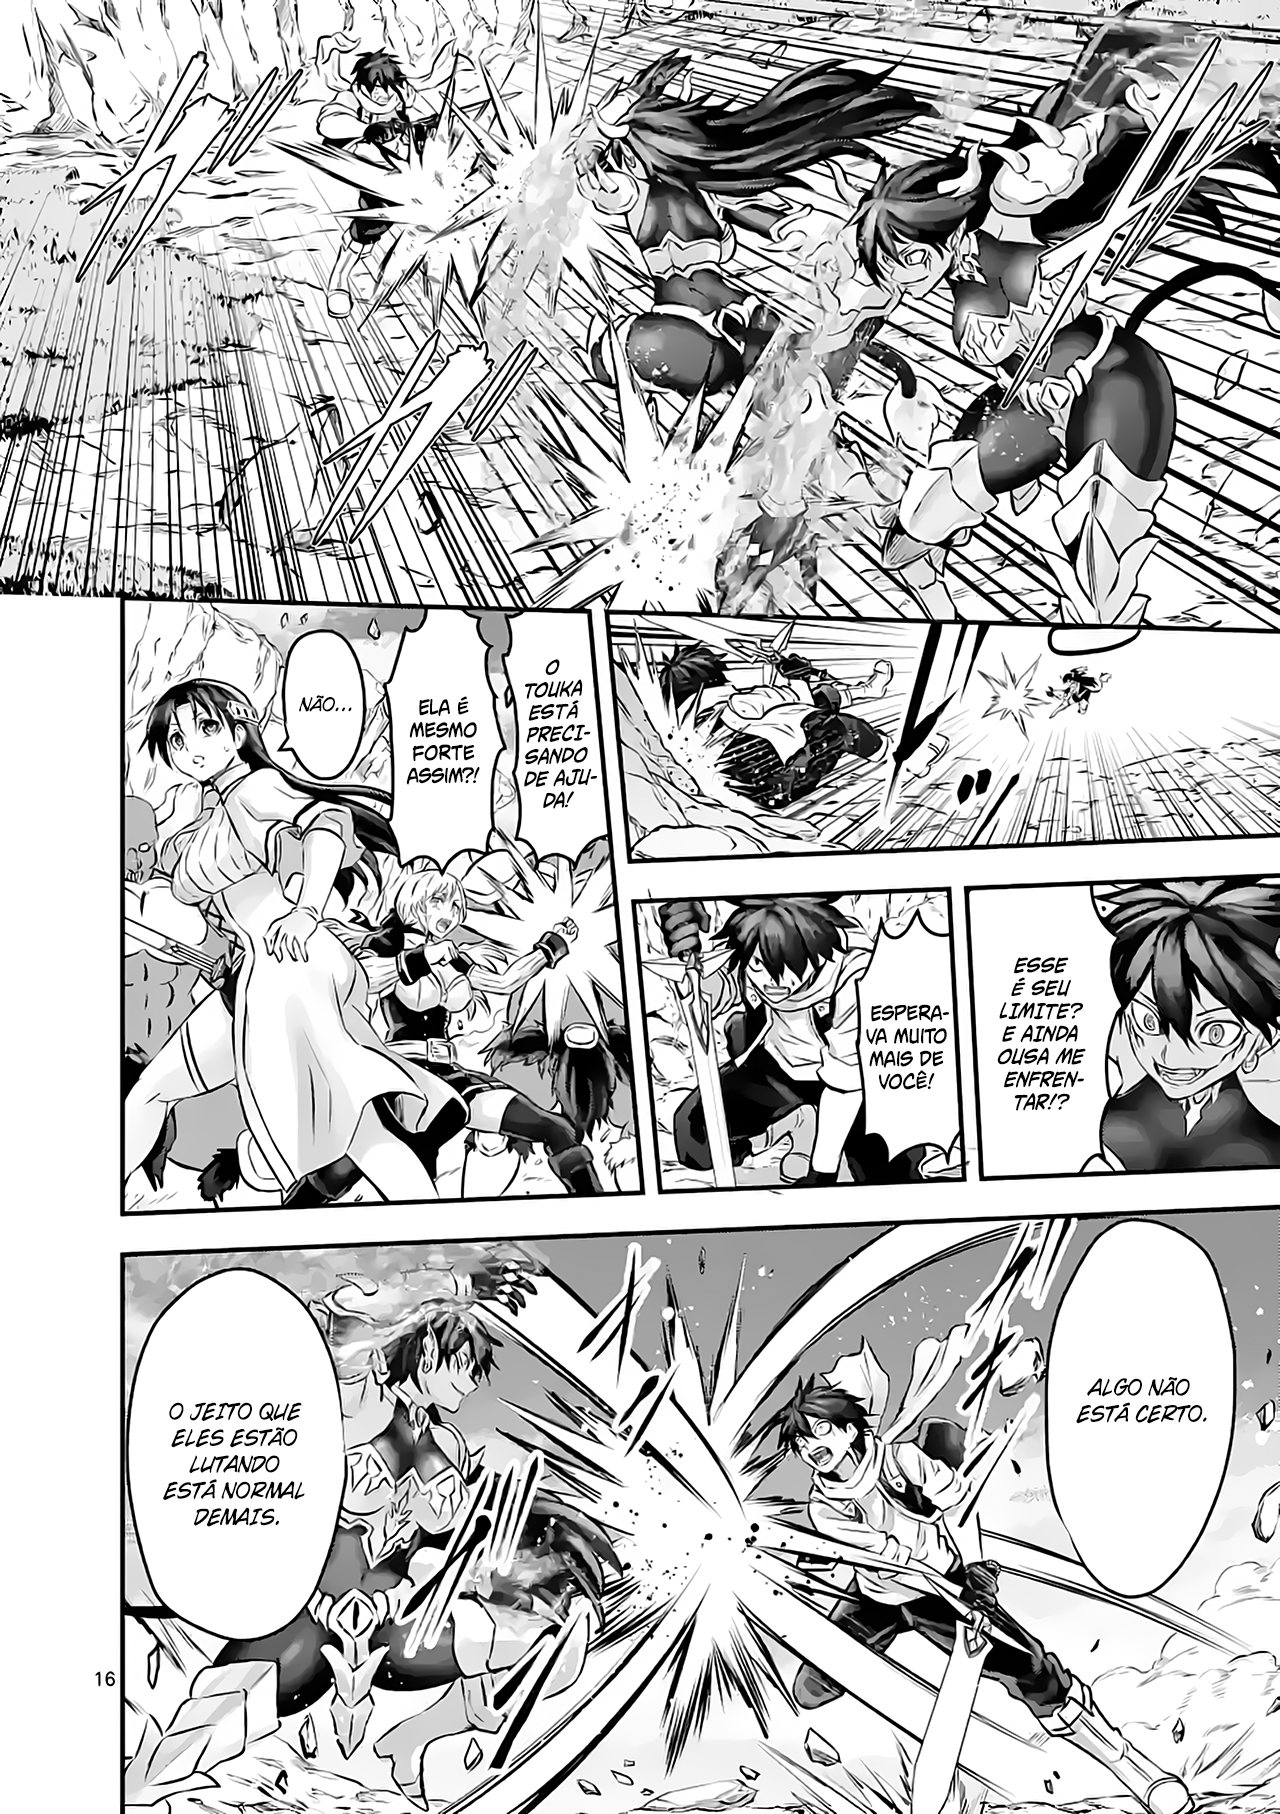 ESSE
É SEU
LIMITE?
E AINDA
OUSA ME
ENFREN-
TAR!?
ESPERA-
VA MUITO
MAIS DE
VOCÊ!
O
TOUKA
ESTÁ
PRECI-
SANDO
DE AJU-
DA!
ELA É
MESMO
FORTE
ASSIM?!
NÃO...
ALGO NÃO
ESTÁ CERTO.
O JEITO QUE
ELES ESTÃO
LUTANDO
ESTÁ NORMAL
DEMAIS.
16